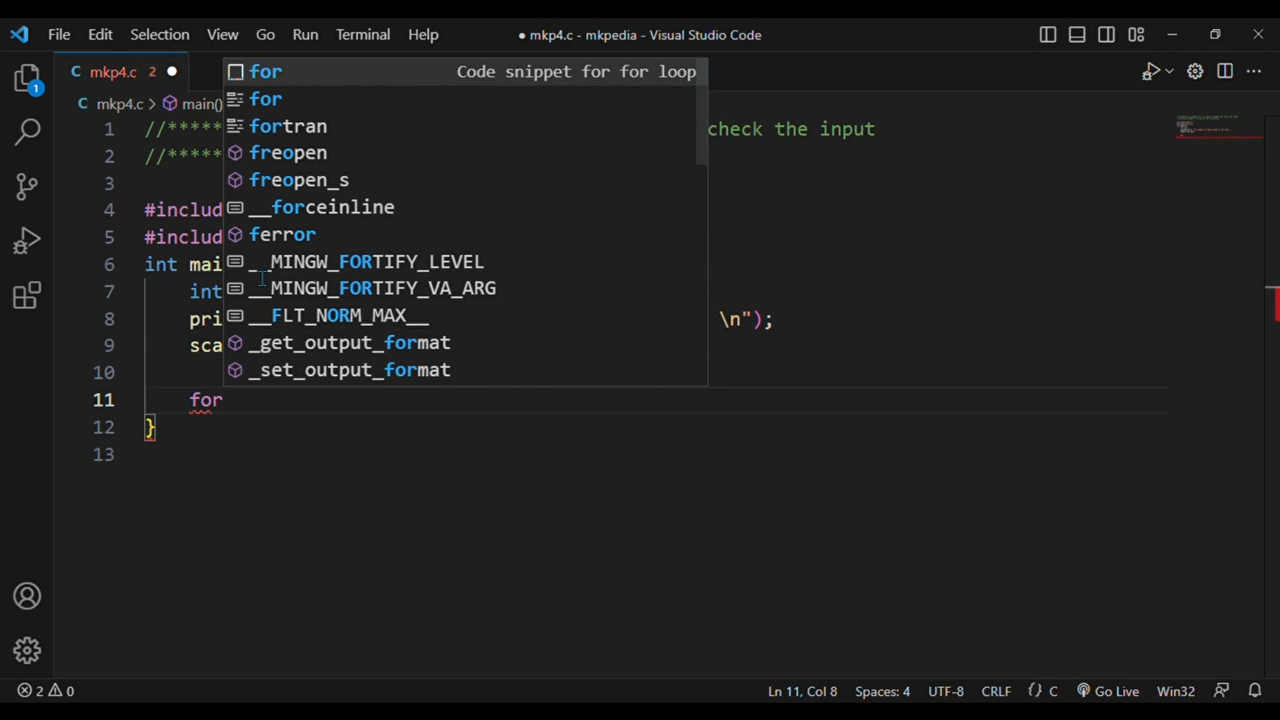 File Edit Selection View Go Run Terminal Help ● mkp4.c - mkpedia - Visual Studio Code
1
C mkp4.c 2 ●
C mkp4.c > main()
for Code snippet for for loop
for
fortran
freopen
freopen_s
__forceinline
ferror
__MINGW_FORTIFY_LEVEL
__MINGW_FORTIFY_VA_ARG
__FLT_NORM_MAX__
_get_output_format
_set_output_format
1 //***** check the input
2 //*****
3
4 #includ
5 #includ
6 int mai
7 int
8 pri \n");
9 sca
10
11 for
12 }
13
2 0 Ln 11, Col 8 Spaces: 4 UTF-8 CRLF {} C Go Live Win32